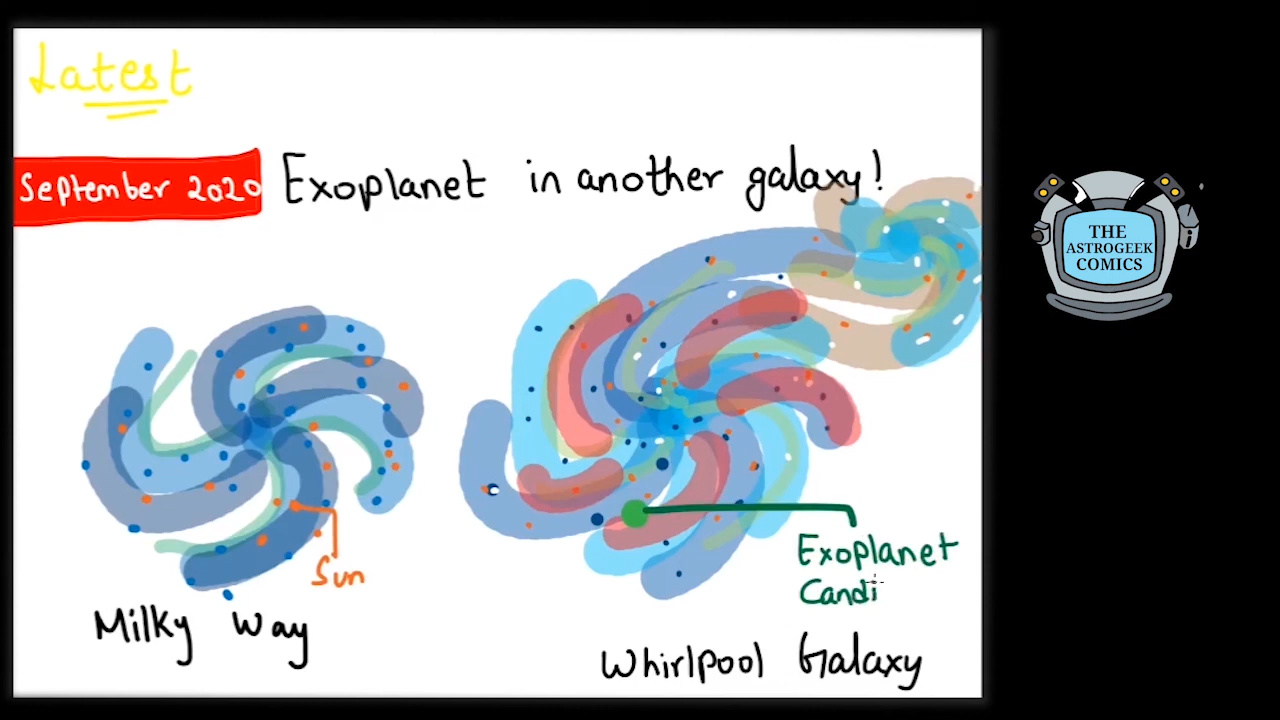 Latest
September 2020
Exoplanet in another galaxy!
THE
ASTROGEEK
COMICS
Sun
Exoplanet
Candi
Milky Way
Whirlpool Galaxy